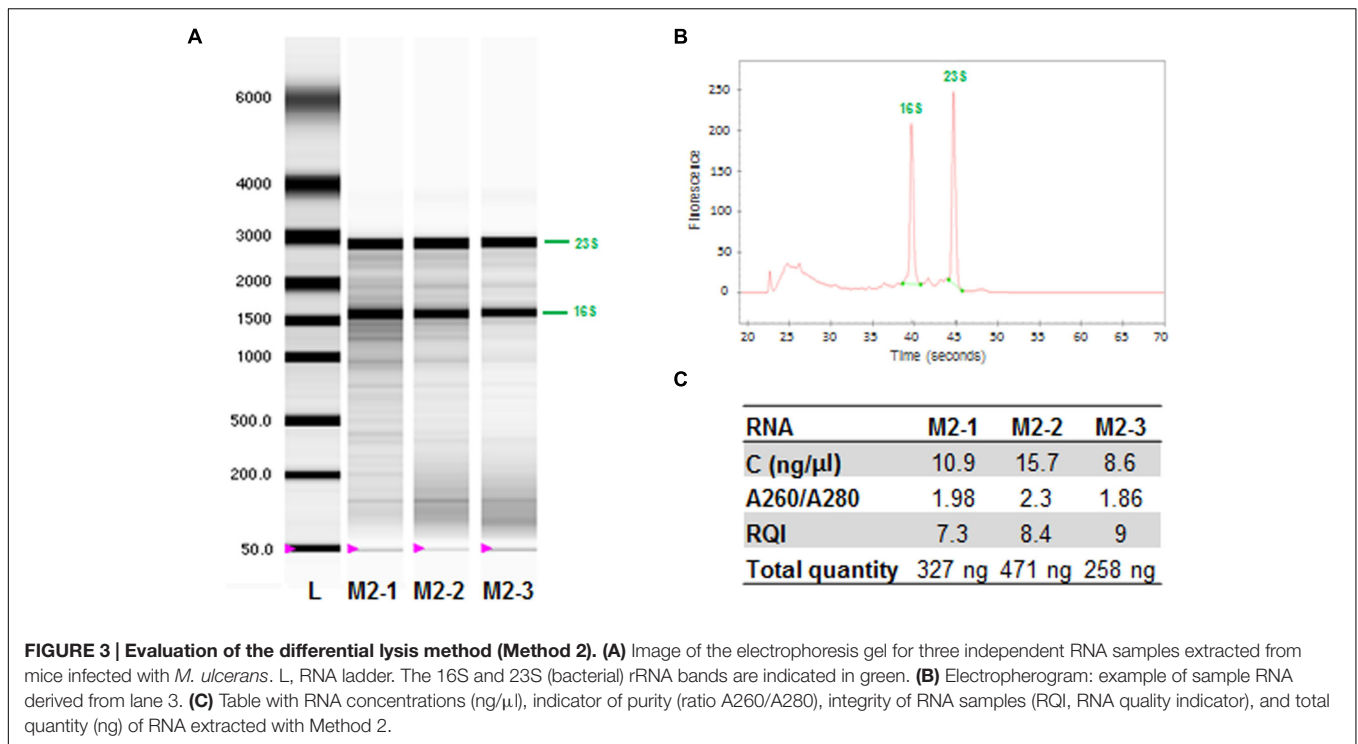 A
6000
4000
3000
2000
1500
1000
500.0
200.0
50.0
23S
16S
L M2-1 M2-2 M2-3
B
Fluorescence
250
200
150
100
50
0
16S
23S
20 25 30 35 40 45 50 55 60 65 70
Time (seconds)
C
RNA M2-1 M2-2 M2-3
C (ng/µl) 10.9 15.7 8.6
A260/A280 1.98 2.3 1.86
RQI 7.3 8.4 9
Total quantity 327 ng 471 ng 258 ng
FIGURE 3 | Evaluation of the differential lysis method (Method 2). (A) Image of the electrophoresis gel for three independent RNA samples extracted from
mice infected with M. ulcerans. L, RNA ladder. The 16S and 23S (bacterial) rRNA bands are indicated in green. (B) Electropherogram: example of sample RNA
derived from lane 3. (C) Table with RNA concentrations (ng/µl), indicator of purity (ratio A260/A280), integrity of RNA samples (RQI, RNA quality indicator), and total
quantity (ng) of RNA extracted with Method 2.